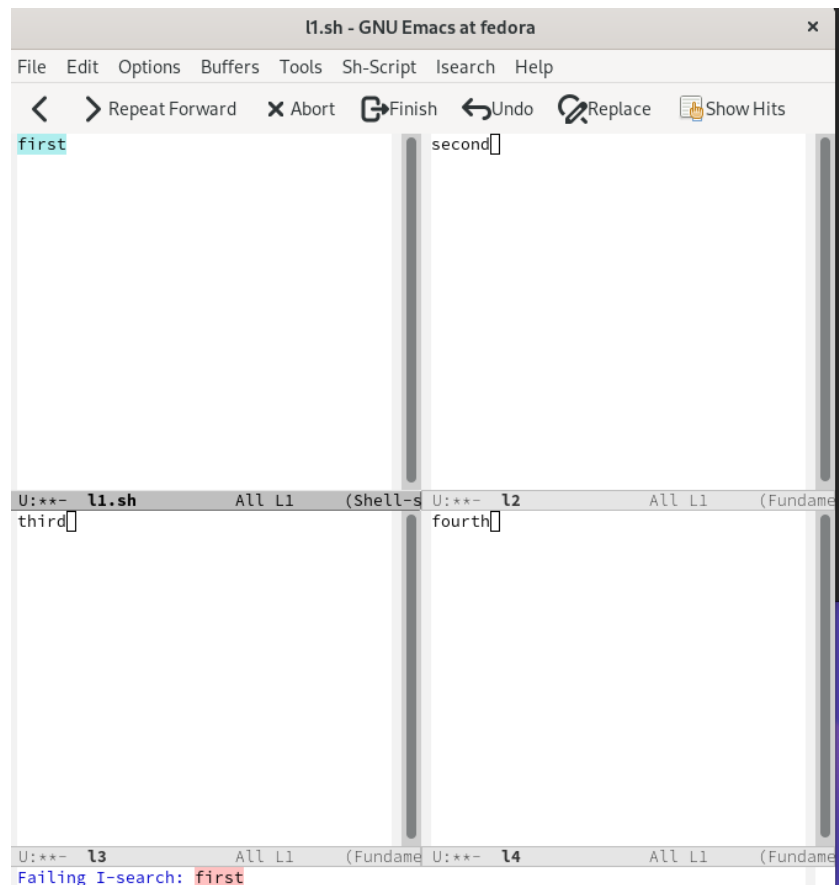 l1.sh - GNU Emacs at fedora ×
File Edit Options Buffers Tools Sh-Script Isearch Help
Repeat Forward Abort Finish Undo Replace Show Hits
first
second
U:**- l1.sh All L1 (Shell-s
U:**- l2 All L1 (Fundame
third
fourth
U:**- l3 All L1 (Fundame
U:**- l4 All L1 (Fundame
Failing I-search: first